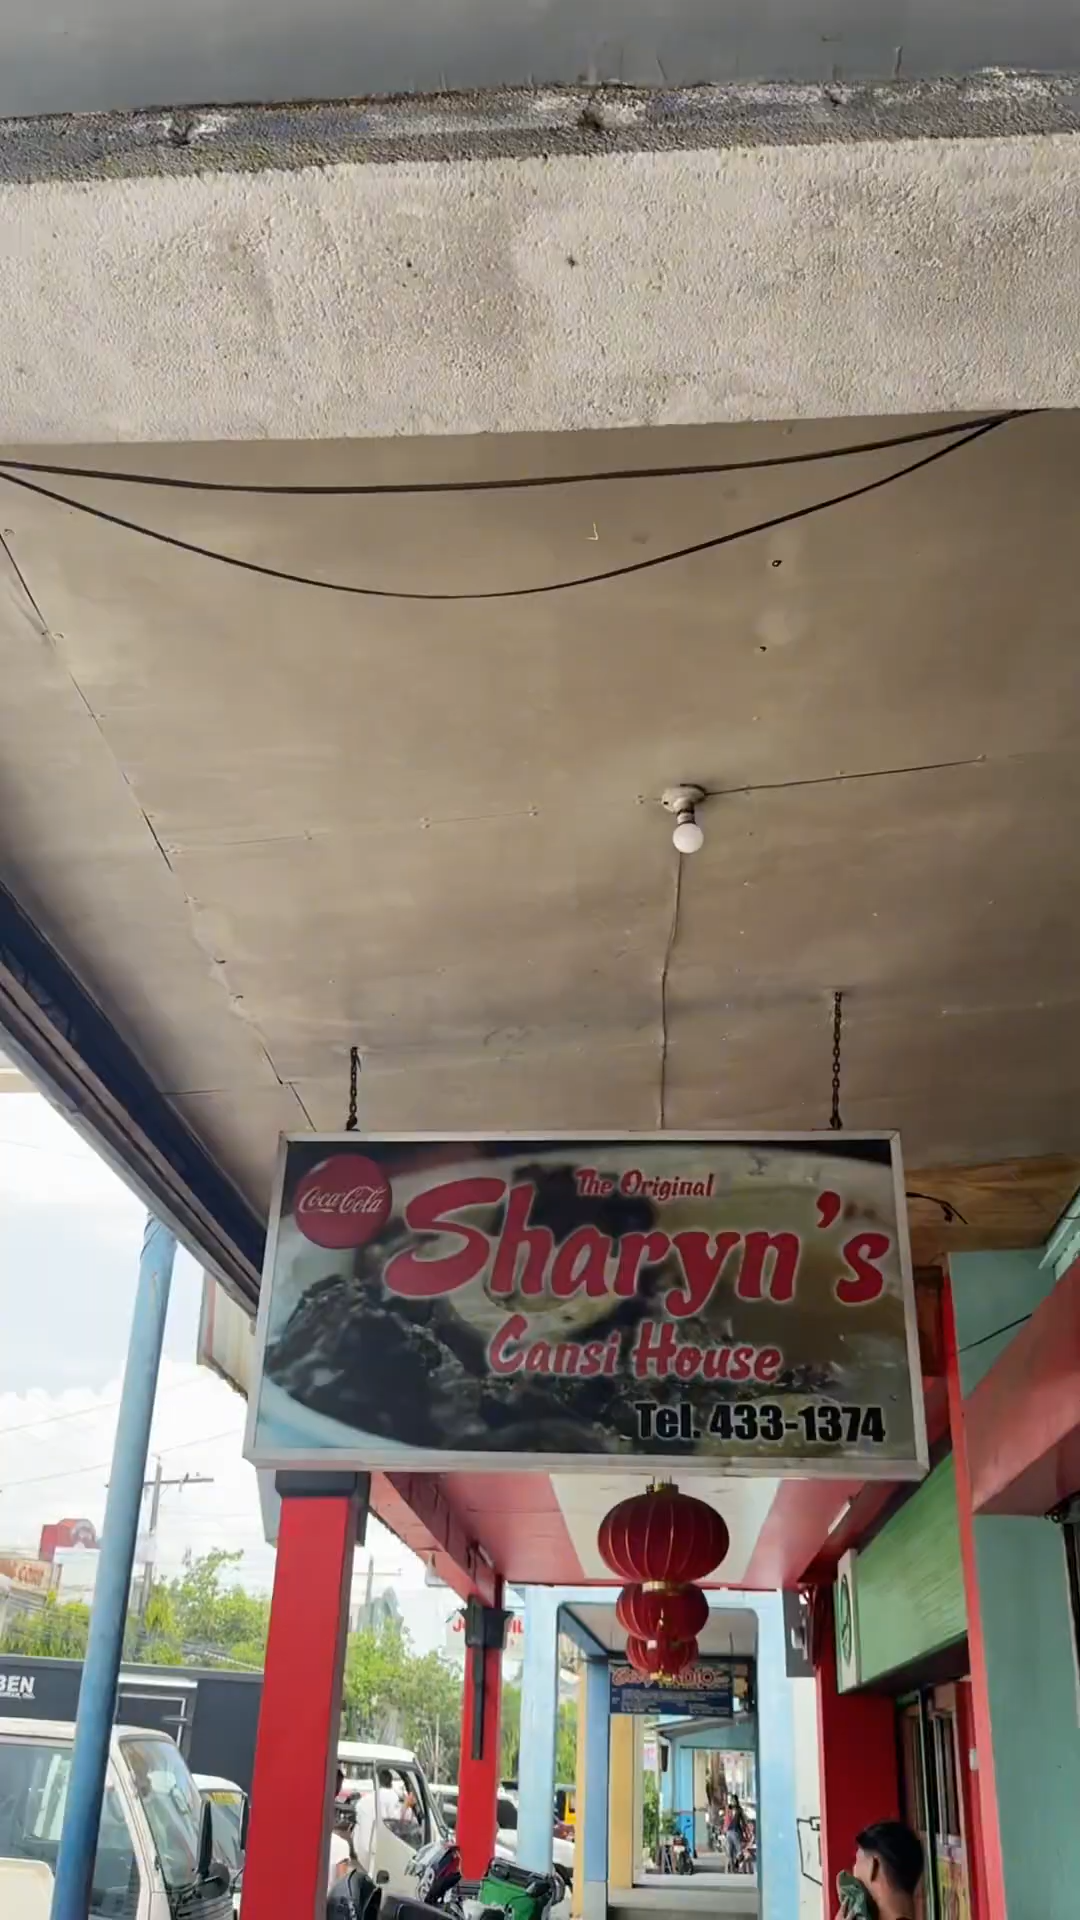 Coca-Cola
The Original
Sharyn's
Cansi House
Tel. 433-1374
BEN